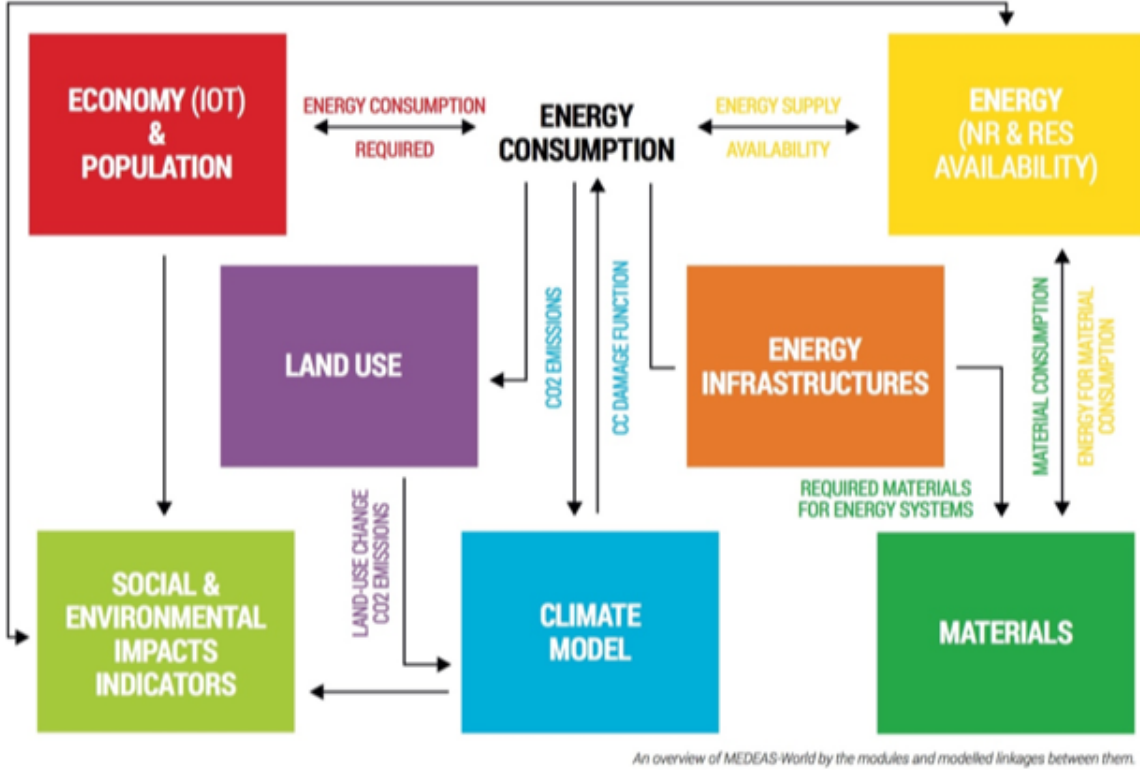 ECONOMY (IOT)
&
POPULATION
ENERGY CONSUMPTION
REQUIRED
ENERGY
CONSUMPTION
ENERGY SUPPLY
AVAILABILITY
ENERGY
(NR & RES
AVAILABILITY)
LAND USE
CO2 EMISSIONS
CC DAMAGE FUNCTION
ENERGY
INFRASTRUCTURES
MATERIAL CONSUMPTION
ENERGY FOR MATERIAL
CONSUMPTION
REQUIRED MATERIALS
FOR ENERGY SYSTEMS
LAND-USE CHANGE
CO2 EMISSIONS
SOCIAL &
ENVIRONMENTAL
IMPACTS
INDICATORS
CLIMATE
MODEL
MATERIALS
An overview of MEDEAS-World by the modules and modelled linkages between them.